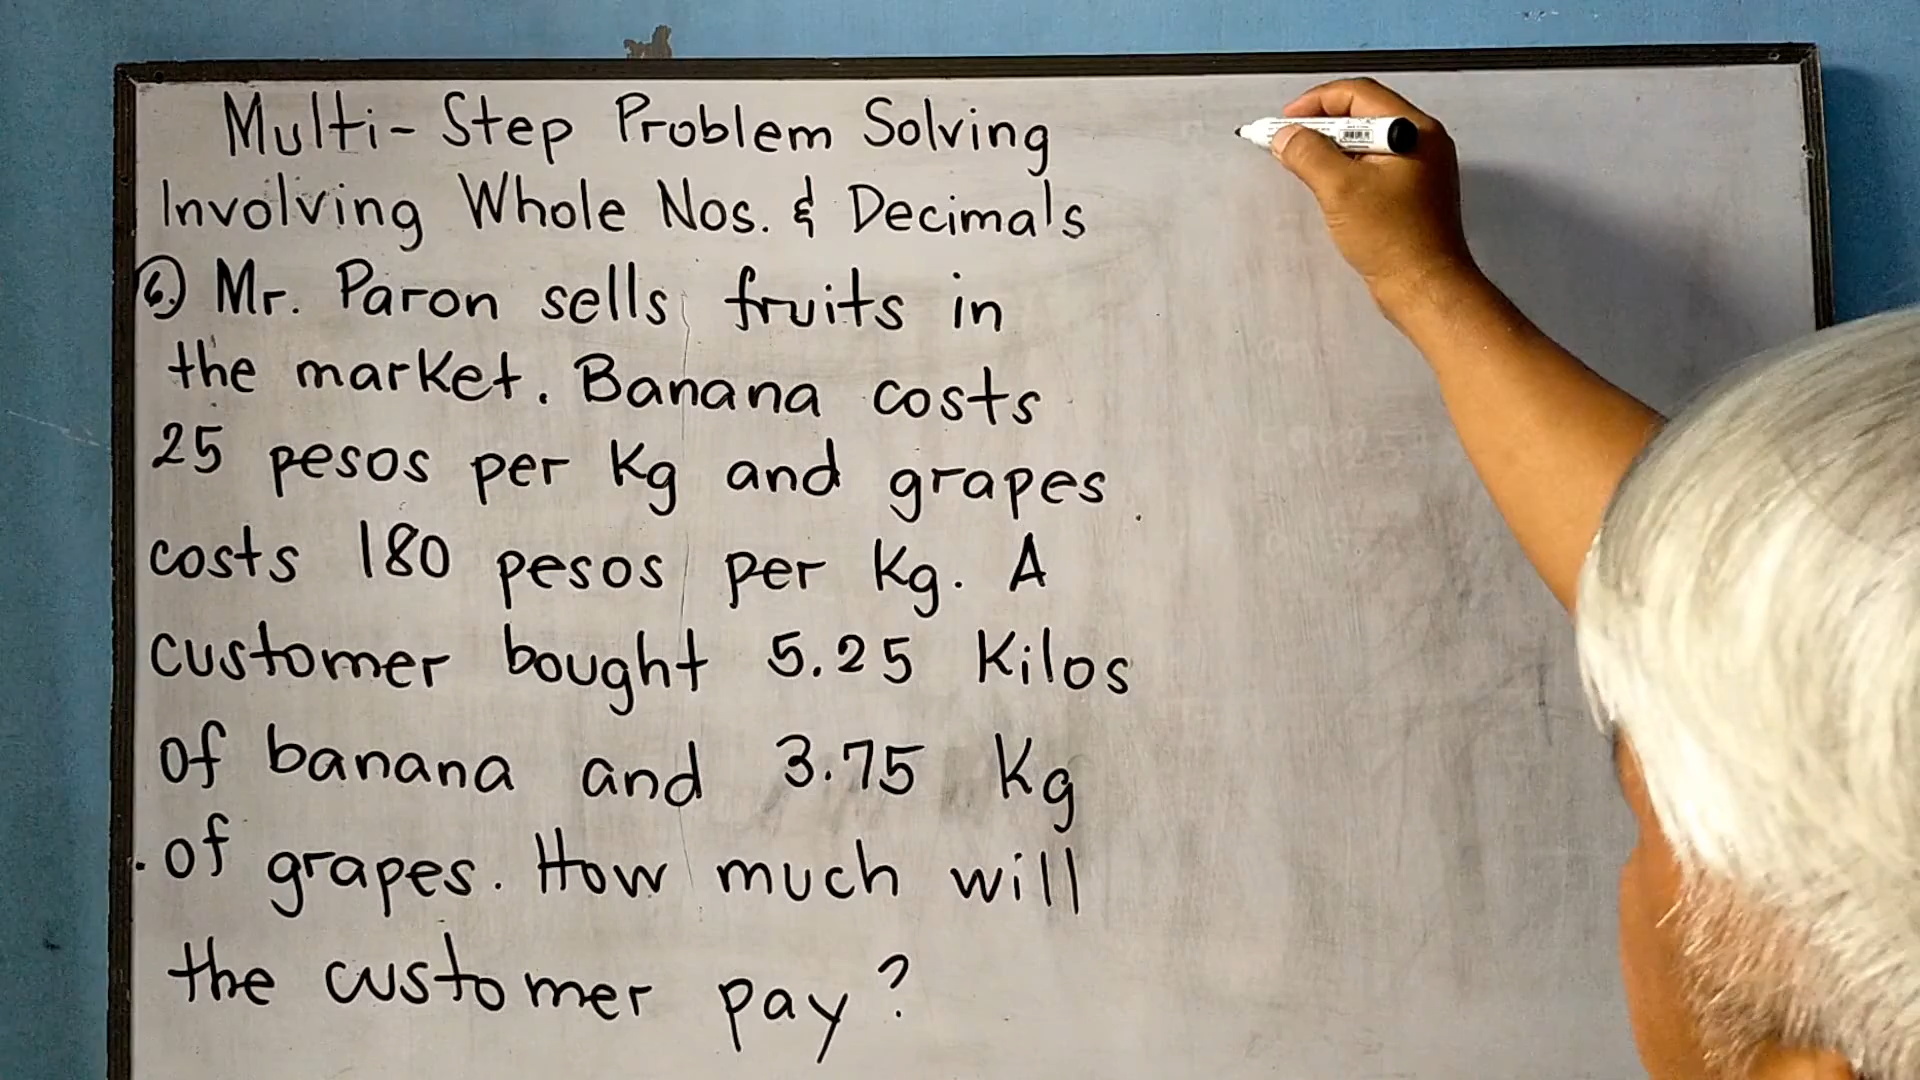 Multi-Step Problem Solving
Involving Whole Nos. & Decimals
6.) Mr. Paron sells fruits in
the market. Banana costs
25 pesos per kg and grapes
costs 180 pesos per kg. A
customer bought 5.25 kilos
of banana and 3.75 kg
of grapes. How much will
the customer pay?